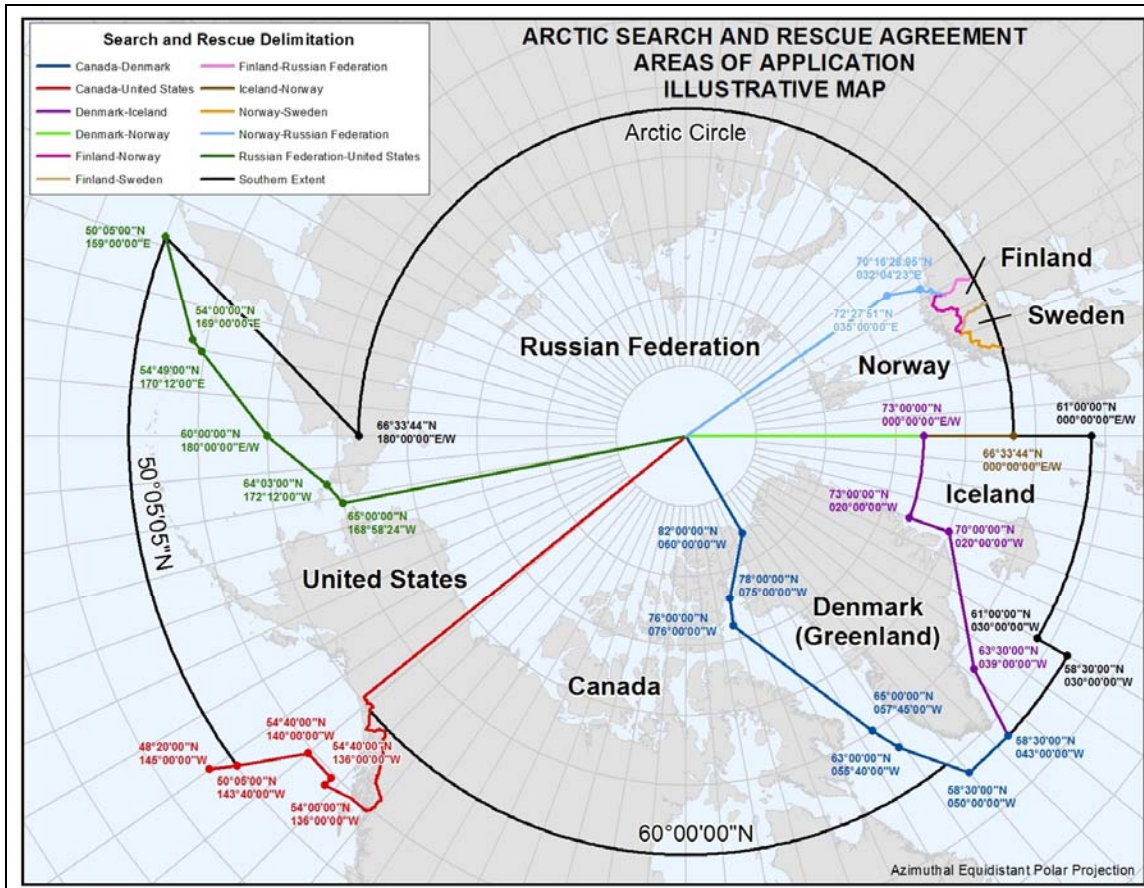 ARCTIC SEARCH AND RESCUE AGREEMENT
AREAS OF APPLICATION
ILLUSTRATIVE MAP
Search and Rescue Delimitation
Canada-Denmark
Canada-United States
Denmark-Iceland
Denmark-Norway
Finland-Norway
Finland-Sweden
Finland-Russian Federation
Iceland-Norway
Norway-Sweden
Norway-Russian Federation
Russian Federation-United States
Southern Extent
Arctic Circle
50°05'00"N
159°00'00"E
54°00'00"N
169°00'00"E
54°49'00"N
170°12'00"E
60°00'00"N
180°00'00"E/W
64°03'00"N
172°12'00"W
65°00'00"N
168°58'24"W
66°33'44"N
180°00'00"E/W
Russian Federation
70°16'28.95"N
032°04'23"E
72°27'51"N
035°00'00"E
Finland
Sweden
Norway
73°00'00"N
000°00'00"E/W
61°00'00"N
000°00'00"E/W
66°33'44"N
000°00'00"E/W
Iceland
73°00'00"N
020°00'00"W
70°00'00"N
020°00'00"W
50°05'05"N
United States
82°00'00"N
060°00'00"W
78°00'00"N
075°00'00"W
76°00'00"N
076°00'00"W
Denmark
(Greenland)
61°00'00"N
030°00'00"W
63°30'00"N
039°00'00"W
58°30'00"N
030°00'00"W
Canada
65°00'00"N
057°45'00"W
63°00'00"N
055°40'00"W
58°30'00"N
043°00'00"W
58°30'00"N
050°00'00"W
54°40'00"N
140°00'00"W
54°40'00"N
136°00'00"W
48°20'00"N
145°00'00"W
50°05'00"N
143°40'00"W
54°00'00"N
136°00'00"W
60°00'00"N
Azimuthal Equidistant Polar Projection